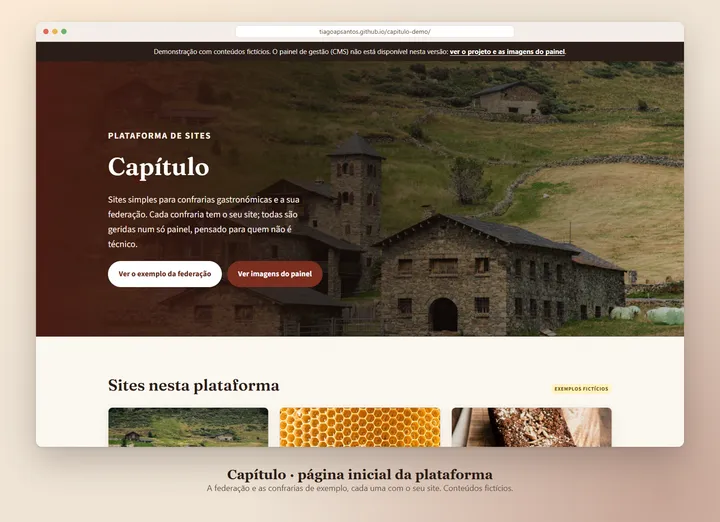 tiagoapsantos.github.io/capitulo-demo/
Demonstração com conteúdos fictícios. O painel de gestão (CMS) não está disponível nesta versão: ver o projeto e as imagens do painel.
PLATAFORMA DE SITES
Capítulo
Sites simples para confrarias gastronómicas e a sua
federação. Cada confraria tem o seu site; todas são
geridas num só painel, pensado para quem não é
técnico.
Ver o exemplo da federação
Ver imagens do painel
Sites nesta plataforma
EXEMPLOS FICTÍCIOS
Capítulo · página inicial da plataforma
A federação e as confrarias de exemplo, cada uma com o seu site. Conteúdos fictícios.